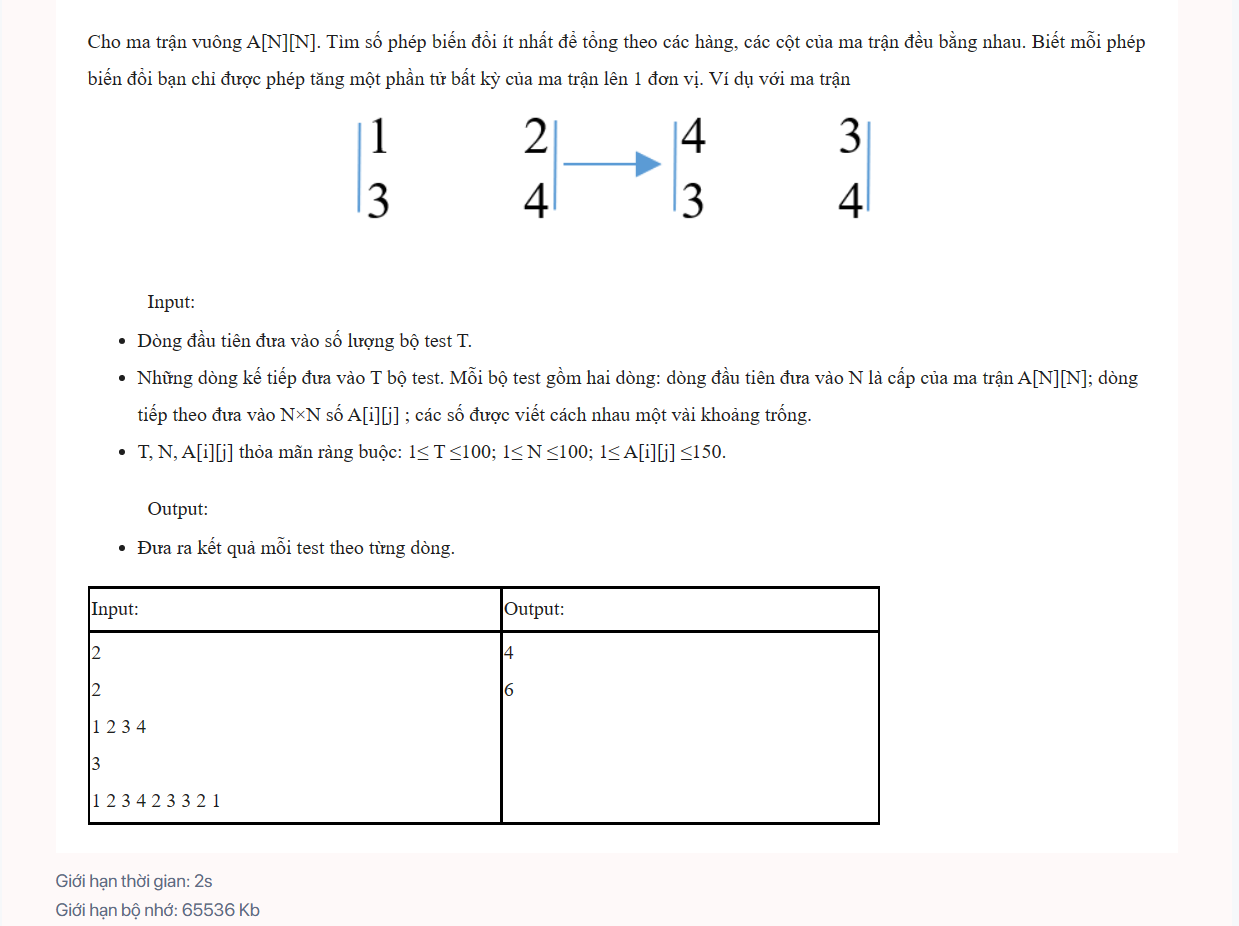 Cho ma trận vuông A[N][N]. Tìm số phép biến đổi ít nhất để tổng theo các hàng, các cột của ma trận đều bằng nhau. Biết mỗi phép
biến đổi bạn chỉ được phép tăng một phần tử bất kỳ của ma trận lên 1 đơn vị. Ví dụ với ma trận
1 2 4 3
3 4 3 4
Input:
• Dòng đầu tiên đưa vào số lượng bộ test T.
• Những dòng kế tiếp đưa vào T bộ test. Mỗi bộ test gồm hai dòng: dòng đầu tiên đưa vào N là cấp của ma trận A[N][N]; dòng
tiếp theo đưa vào N×N số A[i][j] ; các số được viết cách nhau một vài khoảng trống.
• T, N, A[i][j] thỏa mãn ràng buộc: 1≤ T ≤100; 1≤ N ≤100; 1≤ A[i][j] ≤150.
Output:
• Đưa ra kết quả mỗi test theo từng dòng.
Input: Output:
2 4
2 6
1 2 3 4
3
1 2 3 4 2 3 3 2 1
Giới hạn thời gian: 2s
Giới hạn bộ nhớ: 65536 Kb